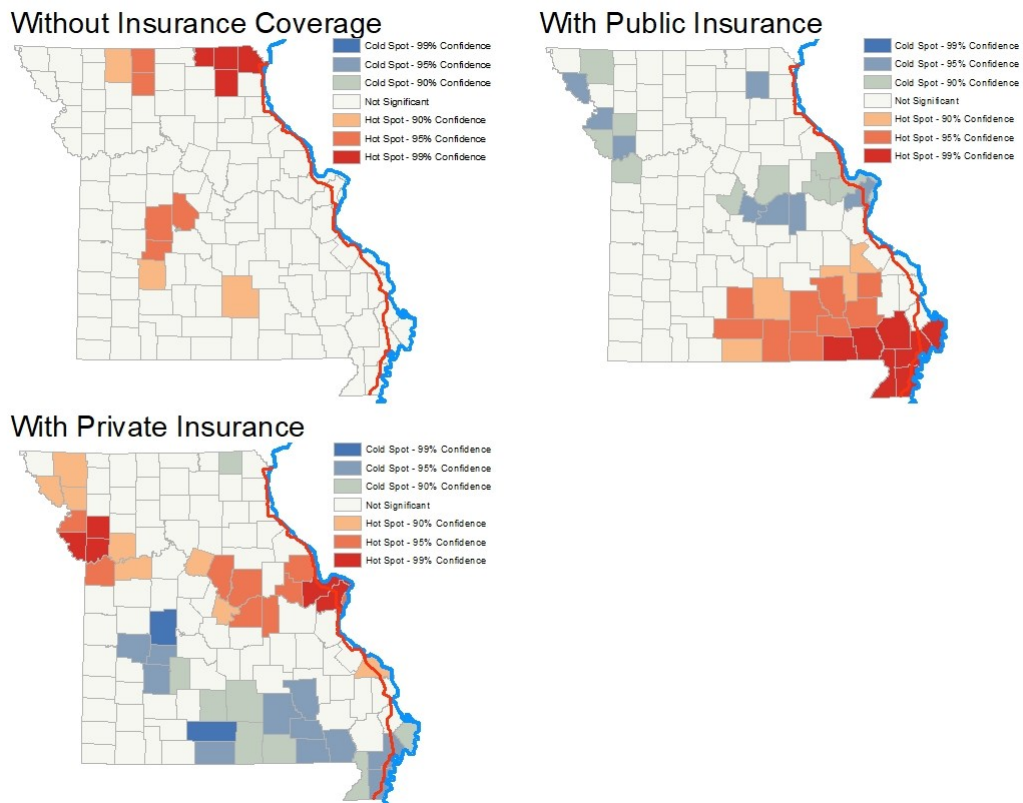 Without Insurance Coverage
Cold Spot - 99% Confidence
Cold Spot - 95% Confidence
Cold Spot - 90% Confidence
Not Significant
Hot Spot - 90% Confidence
Hot Spot - 95% Confidence
Hot Spot - 99% Confidence
With Public Insurance
Cold Spot - 99% Confidence
Cold Spot - 95% Confidence
Cold Spot - 90% Confidence
Not Significant
Hot Spot - 90% Confidence
Hot Spot - 95% Confidence
Hot Spot - 99% Confidence
With Private Insurance
Cold Spot - 99% Confidence
Cold Spot - 95% Confidence
Cold Spot - 90% Confidence
Not Significant
Hot Spot - 90% Confidence
Hot Spot - 95% Confidence
Hot Spot - 99% Confidence